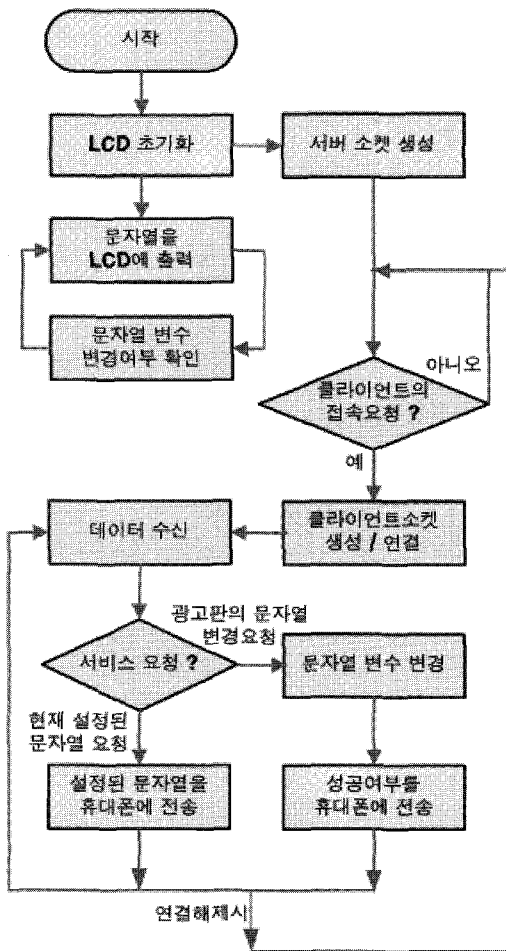 시작
LCD 초기화
서버 소켓 생성
문자열을
LCD에 출력
문자열 변수
변경여부 확인
아니오
클라이언트의
접속요청 ?
예
데이터 수신
클라이언트소켓
생성 / 연결
광고판의 문자열
변경요청
서비스 요청 ?
문자열 변수 변경
현재 설정된
문자열 요청
설정된 문자열을
휴대폰에 전송
성공여부를
휴대폰에 전송
연결해제시